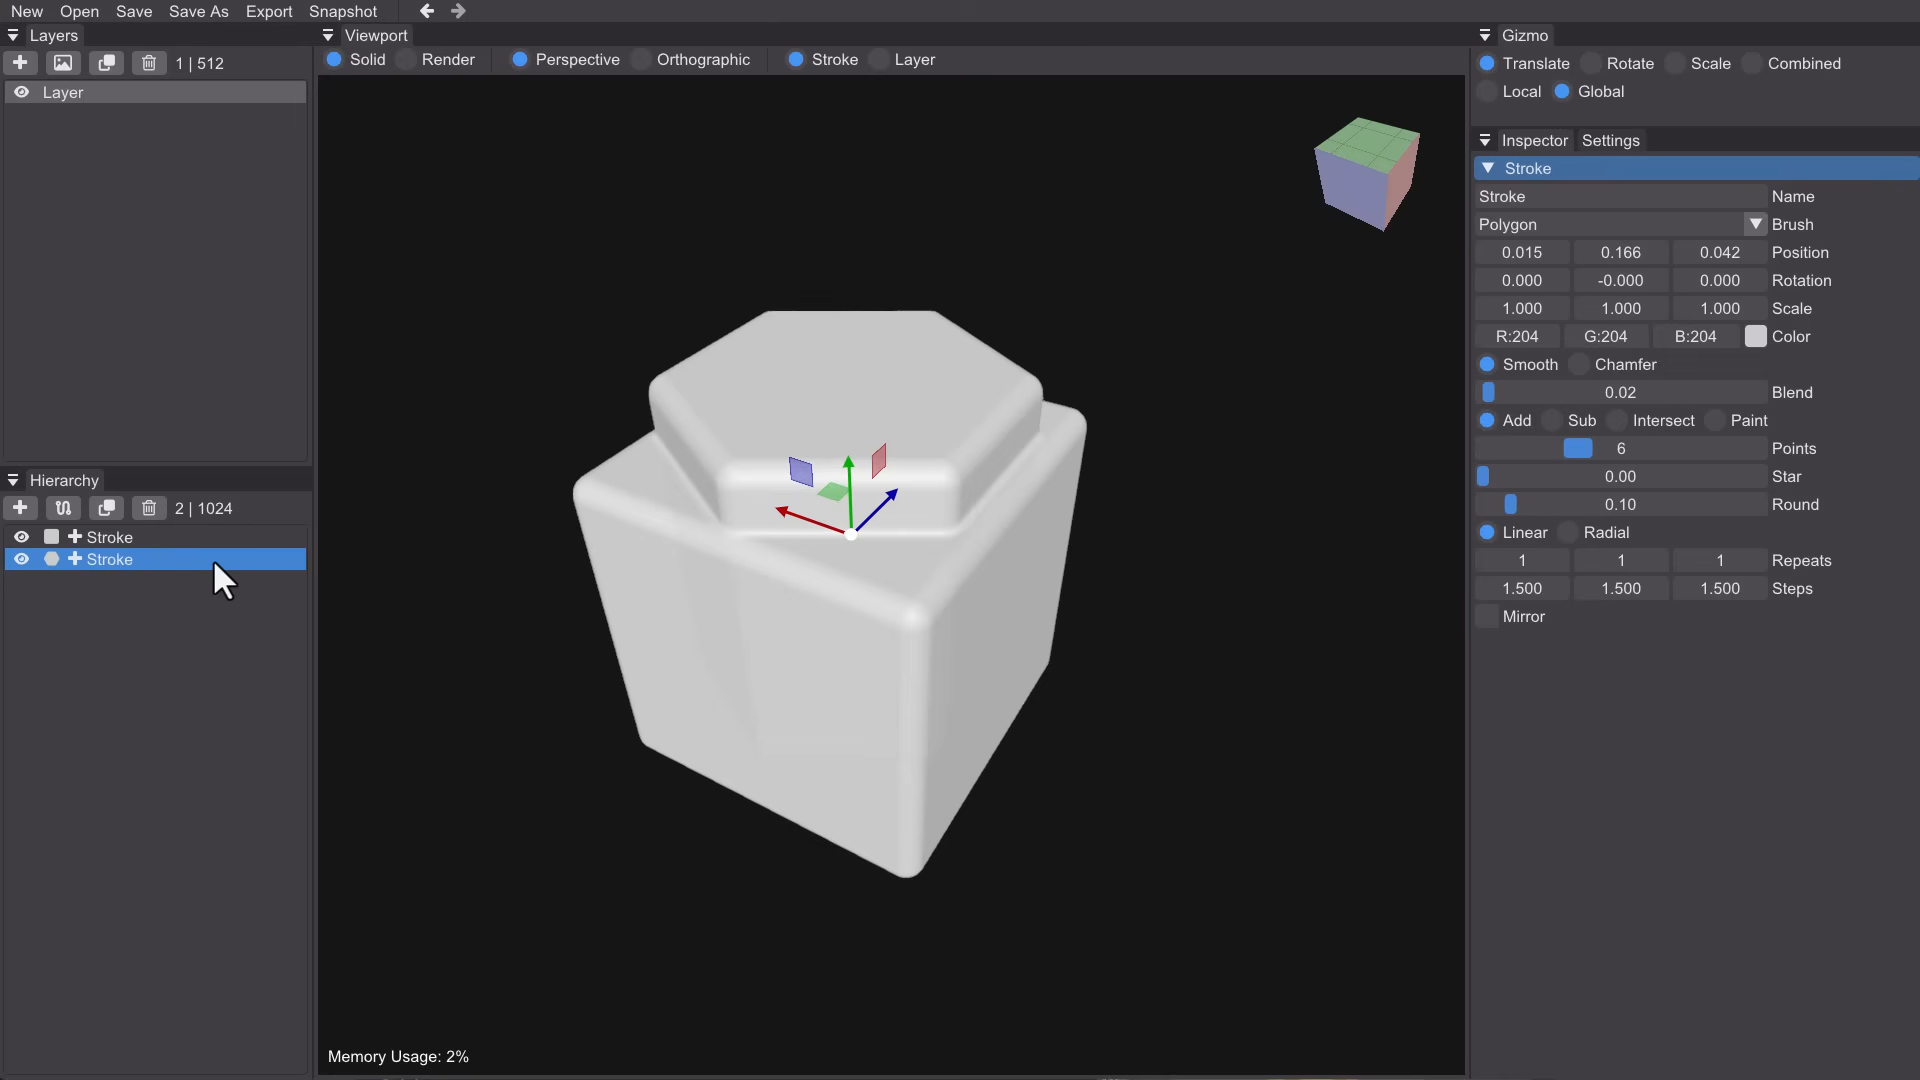 New Open Save Save As Export Snapshot
Layers
1 | 512
Layer
Hierarchy
2 | 1024
Stroke
Stroke
Viewport
Solid Render Perspective Orthographic Stroke Layer
Memory Usage: 2%
Gizmo
Translate Rotate Scale Combined
Local Global
Inspector Settings
Stroke
Stroke Name
Polygon Brush
0.015 0.166 0.042 Position
0.000 -0.000 0.000 Rotation
1.000 1.000 1.000 Scale
R:204 G:204 B:204 Color
Smooth Chamfer
0.02 Blend
Add Sub Intersect Paint
6 Points
0.00 Star
0.10 Round
Linear Radial
1 1 1 Repeats
1.500 1.500 1.500 Steps
Mirror